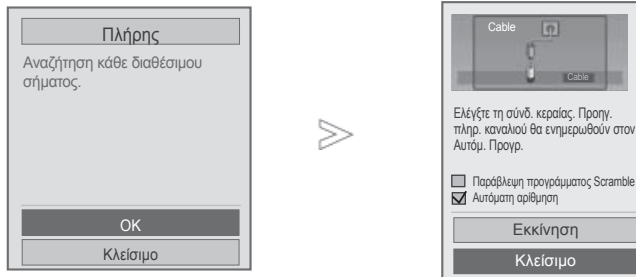 Πλήρης
Αναζήτηση κάθε διαθέσιμου
σήματος.
OK
Κλείσιμο
Cable
Cable
Ελέγξτε τη σύνδ. κεραίας. Προηγ.
πληρ. καναλιού θα ενημερωθούν στον
Αυτόμ. Προγρ.
Παράβλεψη προγράμματος Scramble
Αυτόματη αρίθμηση
Εκκίνηση
Κλείσιμο